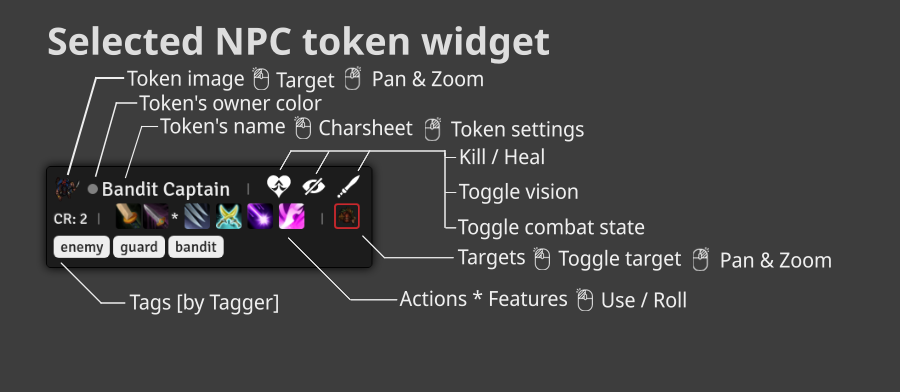 Selected NPC token widget
Token image Target Pan & Zoom
Token's owner color
Token's name Charsheet Token settings
Kill / Heal
Bandit Captain |
Toggle vision
CR: 2 | * |
Toggle combat state
enemy guard bandit
Targets Toggle target Pan & Zoom
Tags [by Tagger]
Actions * Features Use / Roll